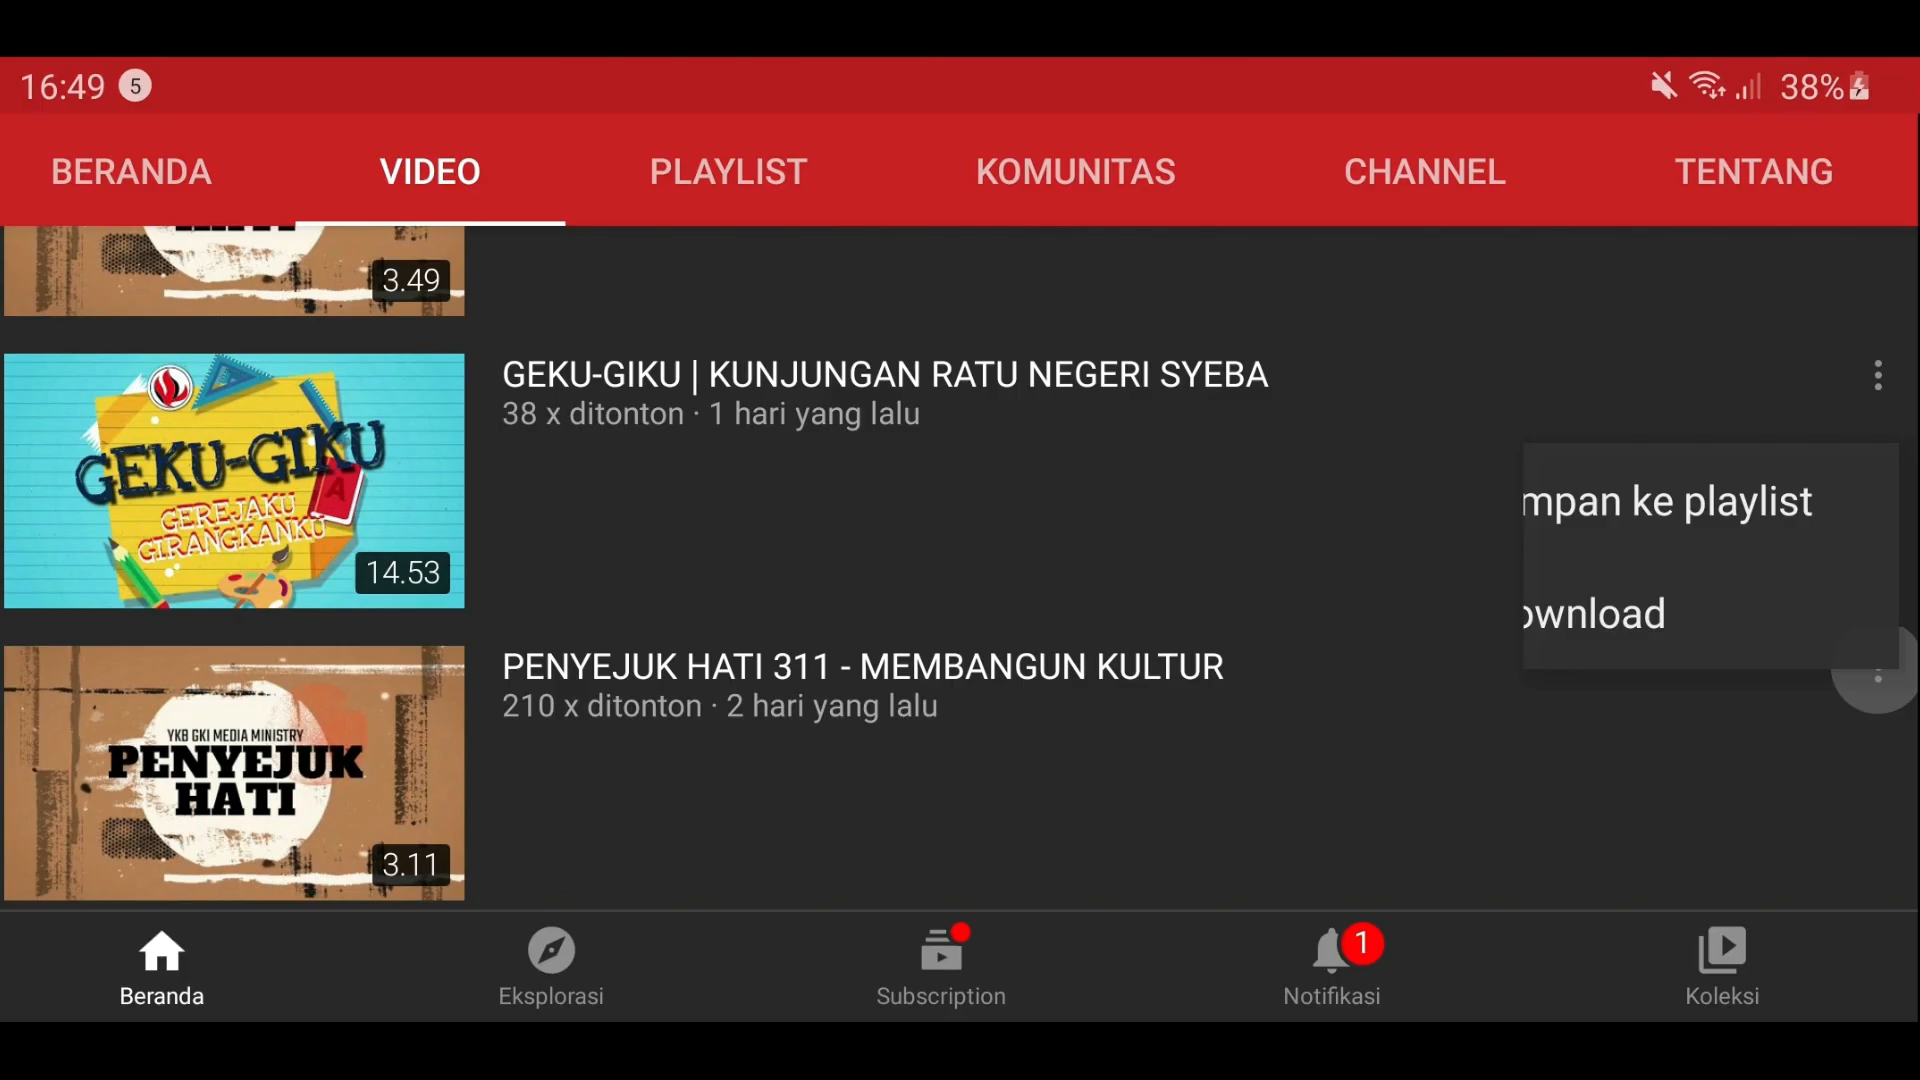 16:49 5 38%
BERANDA VIDEO PLAYLIST KOMUNITAS CHANNEL TENTANG
3.49
GEKU-GIKU | KUNJUNGAN RATU NEGERI SYEBA
38 x ditonton · 1 hari yang lalu
GEKU-GIKU
GEREJAKU
GIRANGKANKU
A
14.53
mpan ke playlist
ownload
PENYEJUK HATI 311 - MEMBANGUN KULTUR
210 x ditonton · 2 hari yang lalu
YKB GKI MEDIA MINISTRY
PENYEJUK
HATI
3.11
1
Beranda Eksplorasi Subscription Notifikasi Koleksi